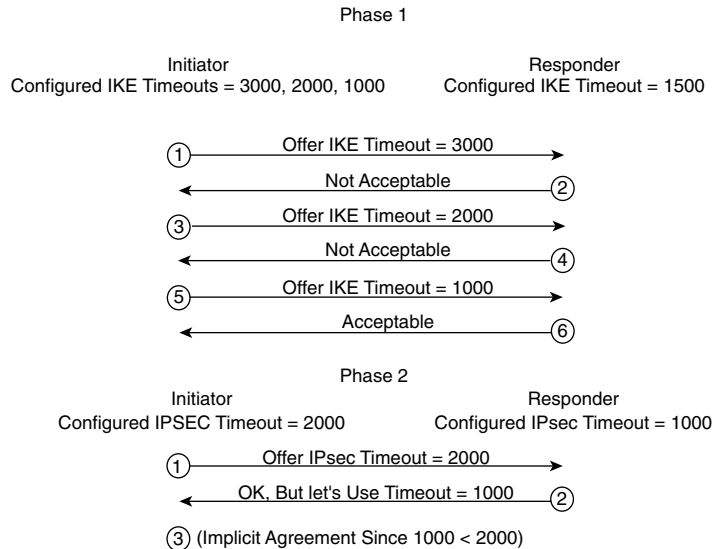 Phase 1
Initiator Responder
Configured IKE Timeouts = 3000, 2000, 1000 Configured IKE Timeout = 1500
1 Offer IKE Timeout = 3000
Not Acceptable 2
3 Offer IKE Timeout = 2000
Not Acceptable 4
5 Offer IKE Timeout = 1000
Acceptable 6
Phase 2
Initiator Responder
Configured IPSEC Timeout = 2000 Configured IPsec Timeout = 1000
1 Offer IPsec Timeout = 2000
OK, But let's Use Timeout = 1000 2
3 (Implicit Agreement Since 1000 < 2000)